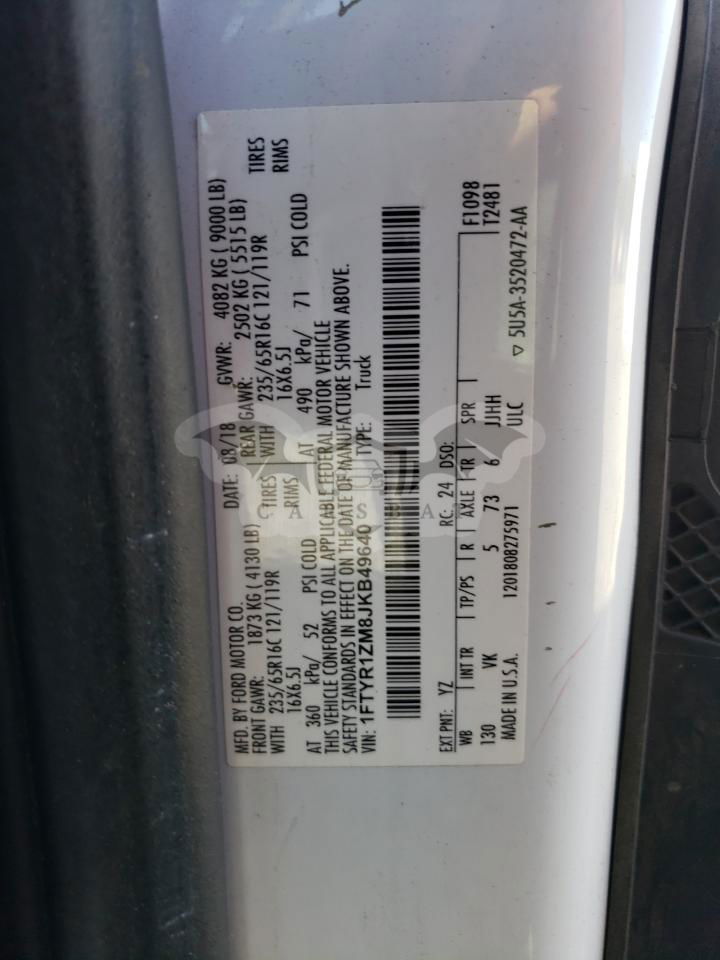 MFD. BY FORD MOTOR CO. DATE: 08/18 GVWR: 4082 KG ( 9000 LB)
FRONT GAWR: 1873 KG ( 4130 LB) REAR GAWR: 2502 KG ( 5515 LB)
WITH 235/65R16C 121/119R TIRES WITH 235/65R16C 121/119R TIRES
16X6.5J RIMS 16X6.5J RIMS
AT 360 kPa/ 52 PSI COLD AT 490 kPa/ 71 PSI COLD
THIS VEHICLE CONFORMS TO ALL APPLICABLE FEDERAL MOTOR VEHICLE
SAFETY STANDARDS IN EFFECT ON THE DATE OF MANUFACTURE SHOWN ABOVE.
VIN: 1FTYR1ZM8JKB49640 TYPE: Truck
EXT PNT: YZ RC: 24 DSO: F1098
WB INT TR TP/PS R AXLE TR SPR T2481
130 VK 5 73 6 JJHH
MADE IN U.S.A. 1201808275971 ULC ▽ 5U5A-3520472-AA